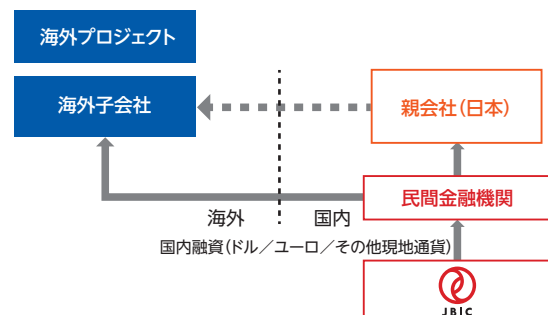 海外プロジェクト
海外子会社
親会社(日本)
民間金融機関
海外
国内
国内融資(ドル／ユーロ／その他現地通貨)
JBIC